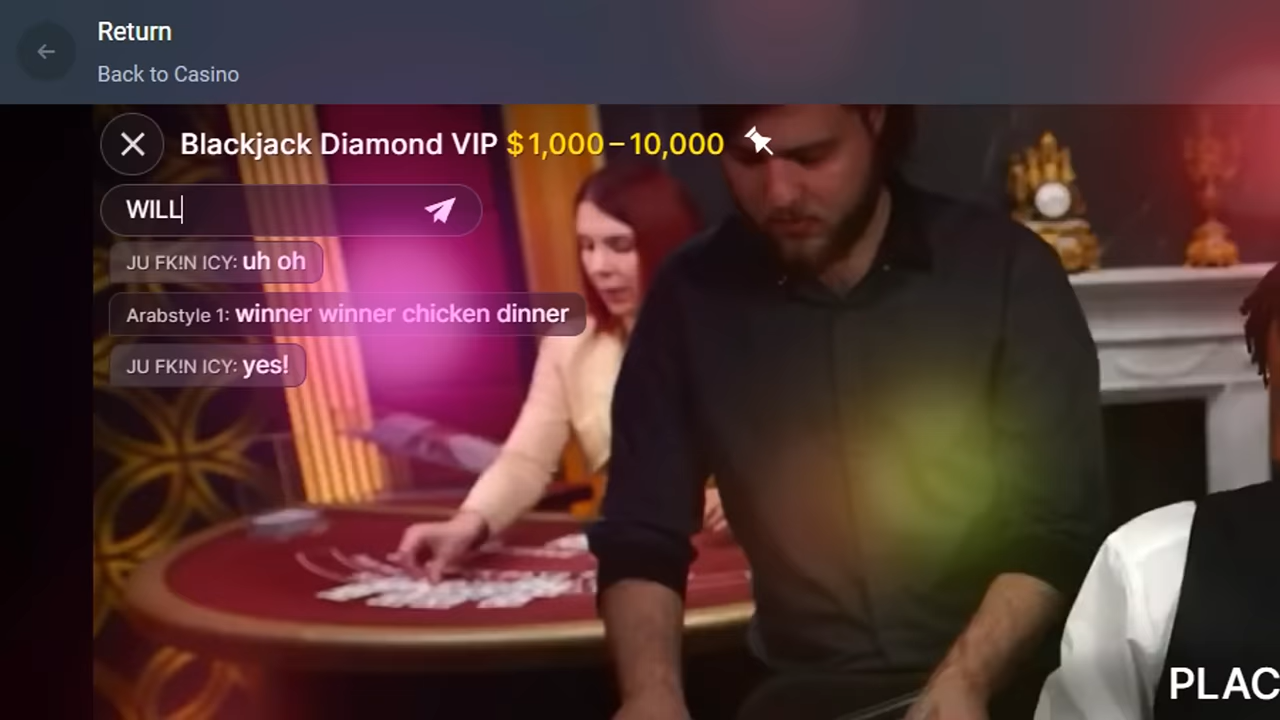 Return
Back to Casino
Blackjack Diamond VIP $1,000–10,000
WILL
JU FK!N ICY: uh oh
Arabstyle 1: winner winner chicken dinner
JU FK!N ICY: yes!
PLAC